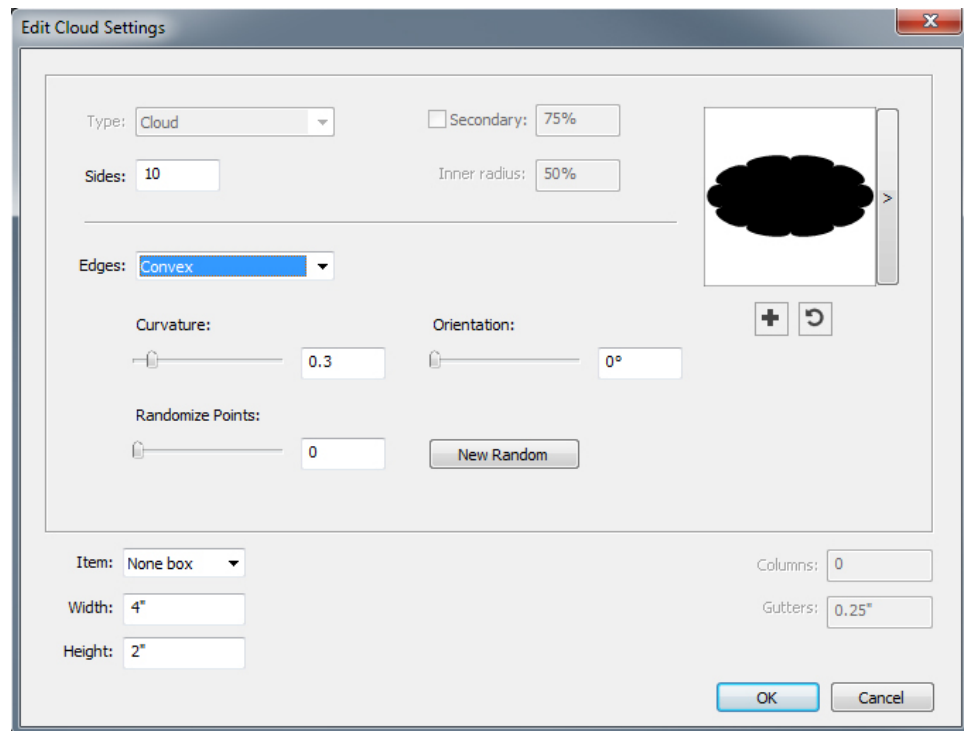 Edit Cloud Settings
x
Type: Cloud
Secondary: 75%
Sides: 10
Inner radius: 50%
>
Edges: Convex
Curvature:
Orientation:
0.3
0°
Randomize Points:
0
New Random
Item: None box
Columns: 0
Width: 4"
Gutters: 0.25"
Height: 2"
OK
Cancel